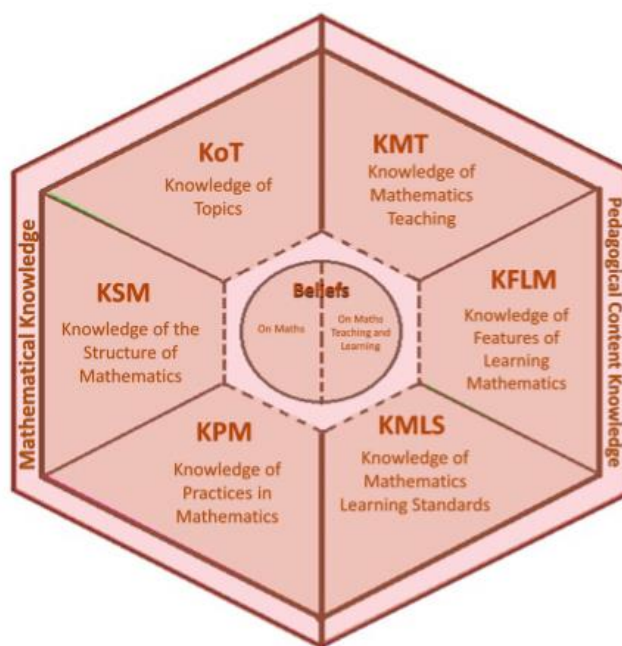 KoT
Knowledge of
Topics
KMT
Knowledge of
Mathematics
Teaching
Mathematical Knowledge
KSM
Knowledge of the
Structure of
Mathematics
Beliefs
On Maths
On Maths
Teaching and
Learning
KFLM
Knowledge of
Features of
Learning
Mathematics
Pedagogical Content Knowledge
KPM
Knowledge of
Practices in
Mathematics
KMLS
Knowledge of
Mathematics
Learning Standards